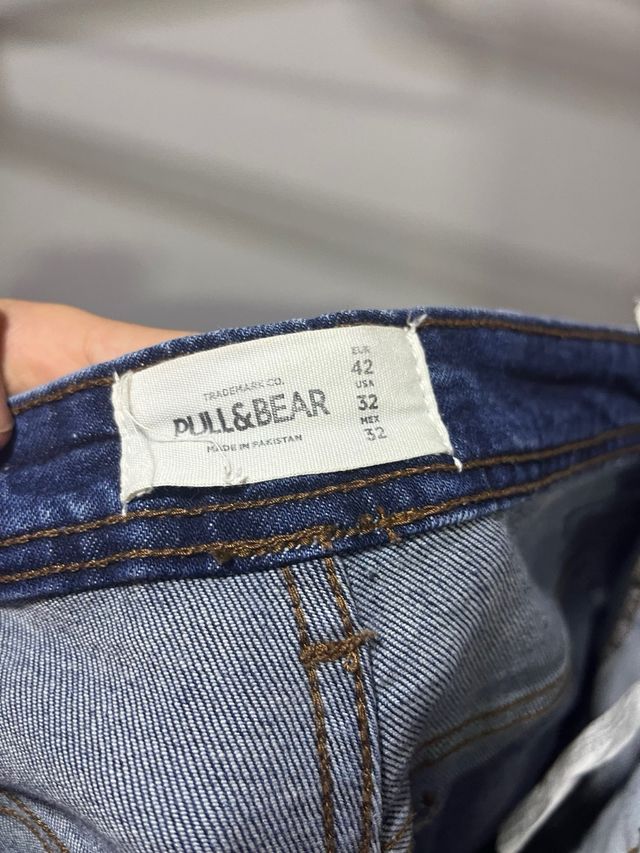 TRADEMARK CO.
PULL&BEAR
MADE IN PAKISTAN
EUR
42
USA
32
MEX
32